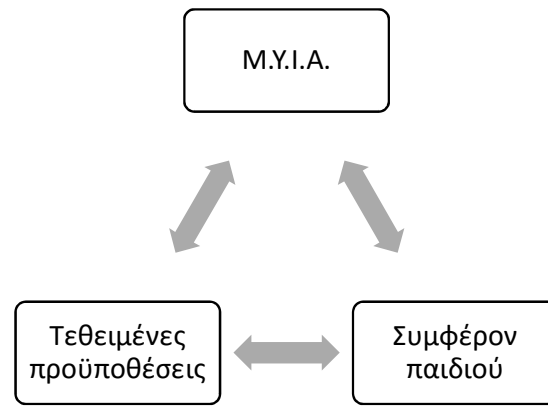 Μ.Υ.Ι.Α.
Τεθειμένες
προϋποθέσεις
Συμφέρον
παιδιού